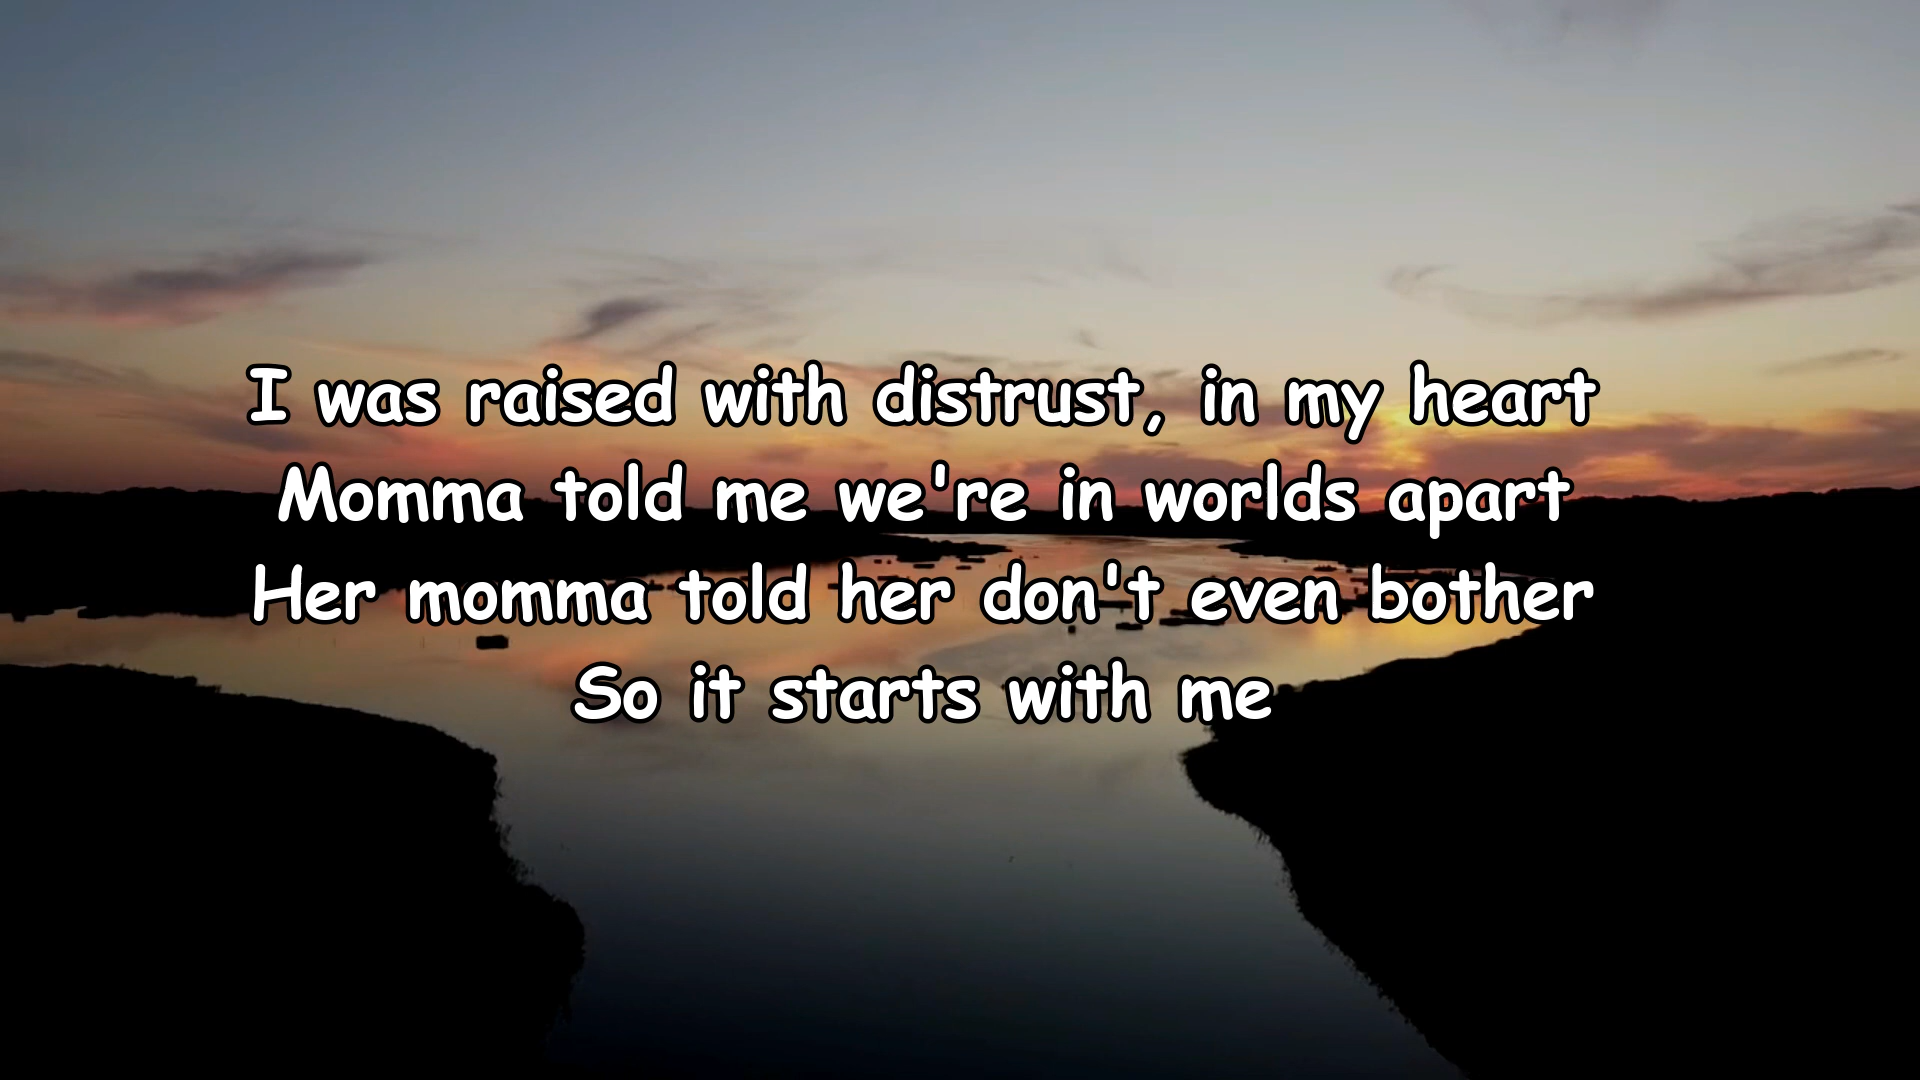 I was raised with distrust, in my heart
Momma told me we're in worlds apart
Her momma told her don't even bother
So it starts with me